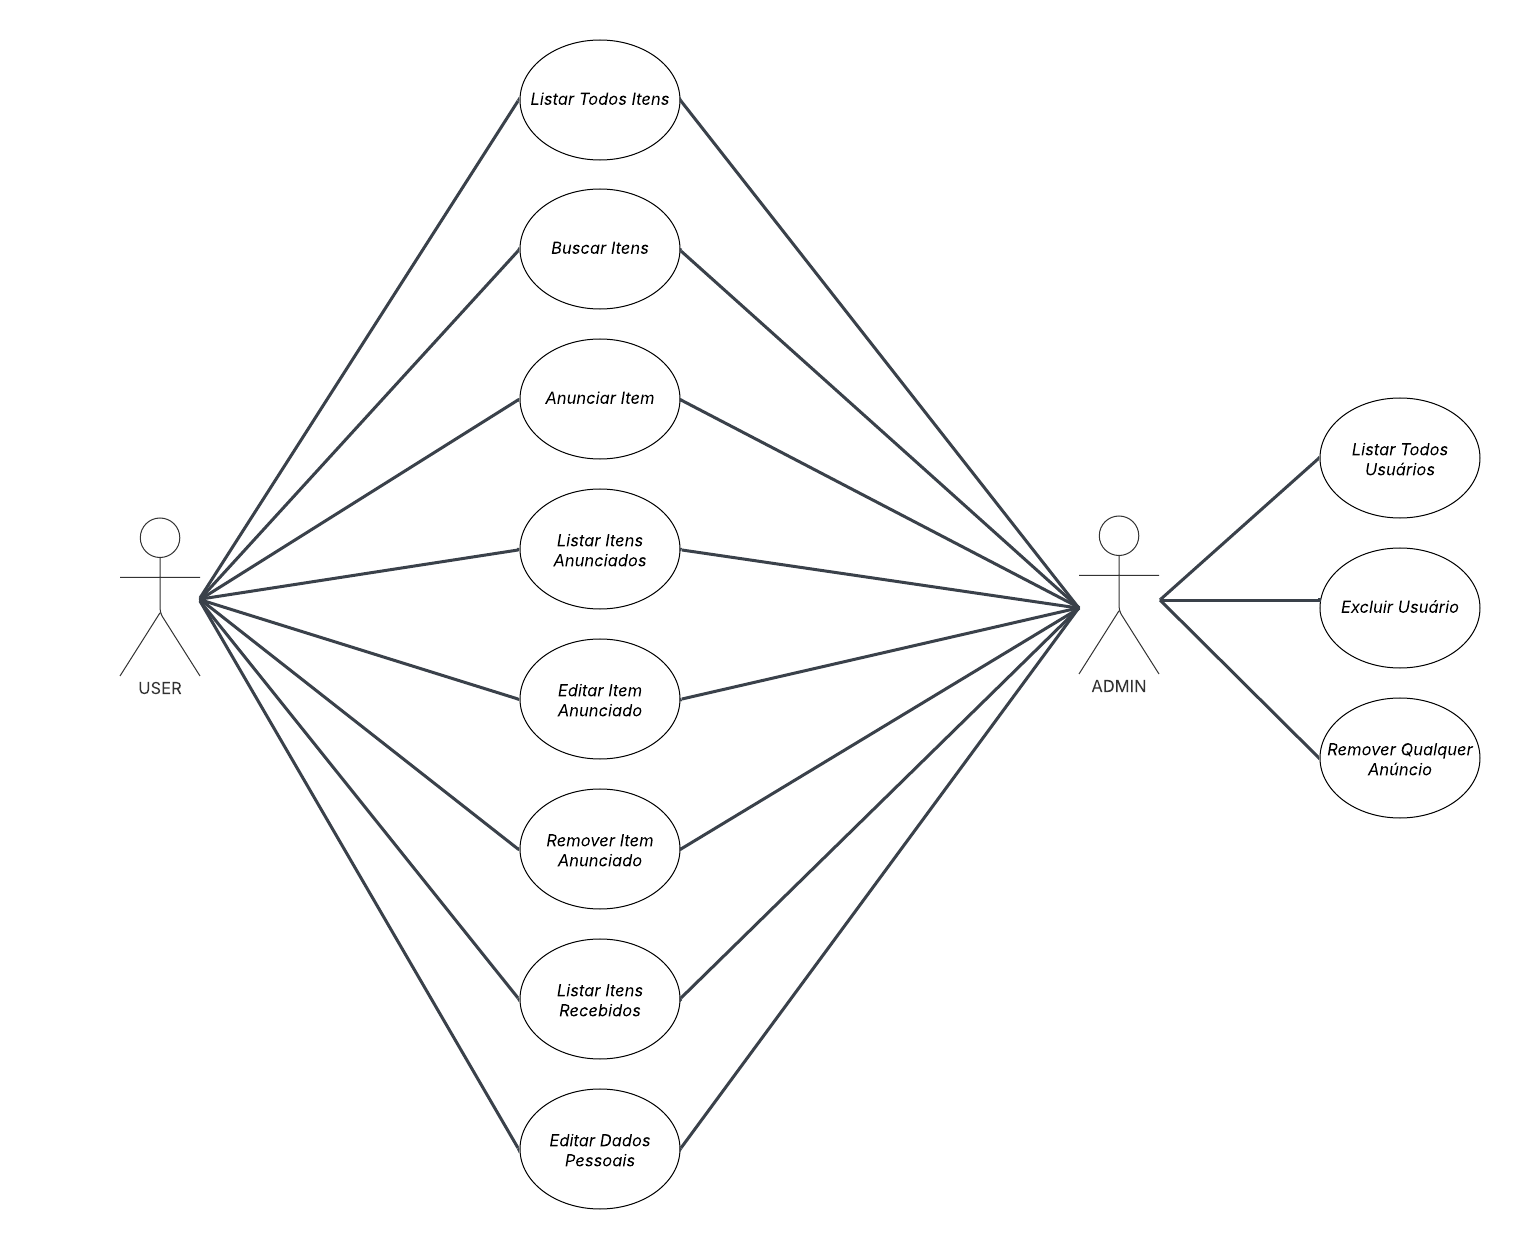 Listar Todos Itens
Buscar Itens
Anunciar Item
Listar Itens
Anunciados
Editar Item
Anunciado
Remover Item
Anunciado
Listar Itens
Recebidos
Editar Dados
Pessoais
USER
ADMIN
Listar Todos
Usuários
Excluir Usuário
Remover Qualquer
Anúncio